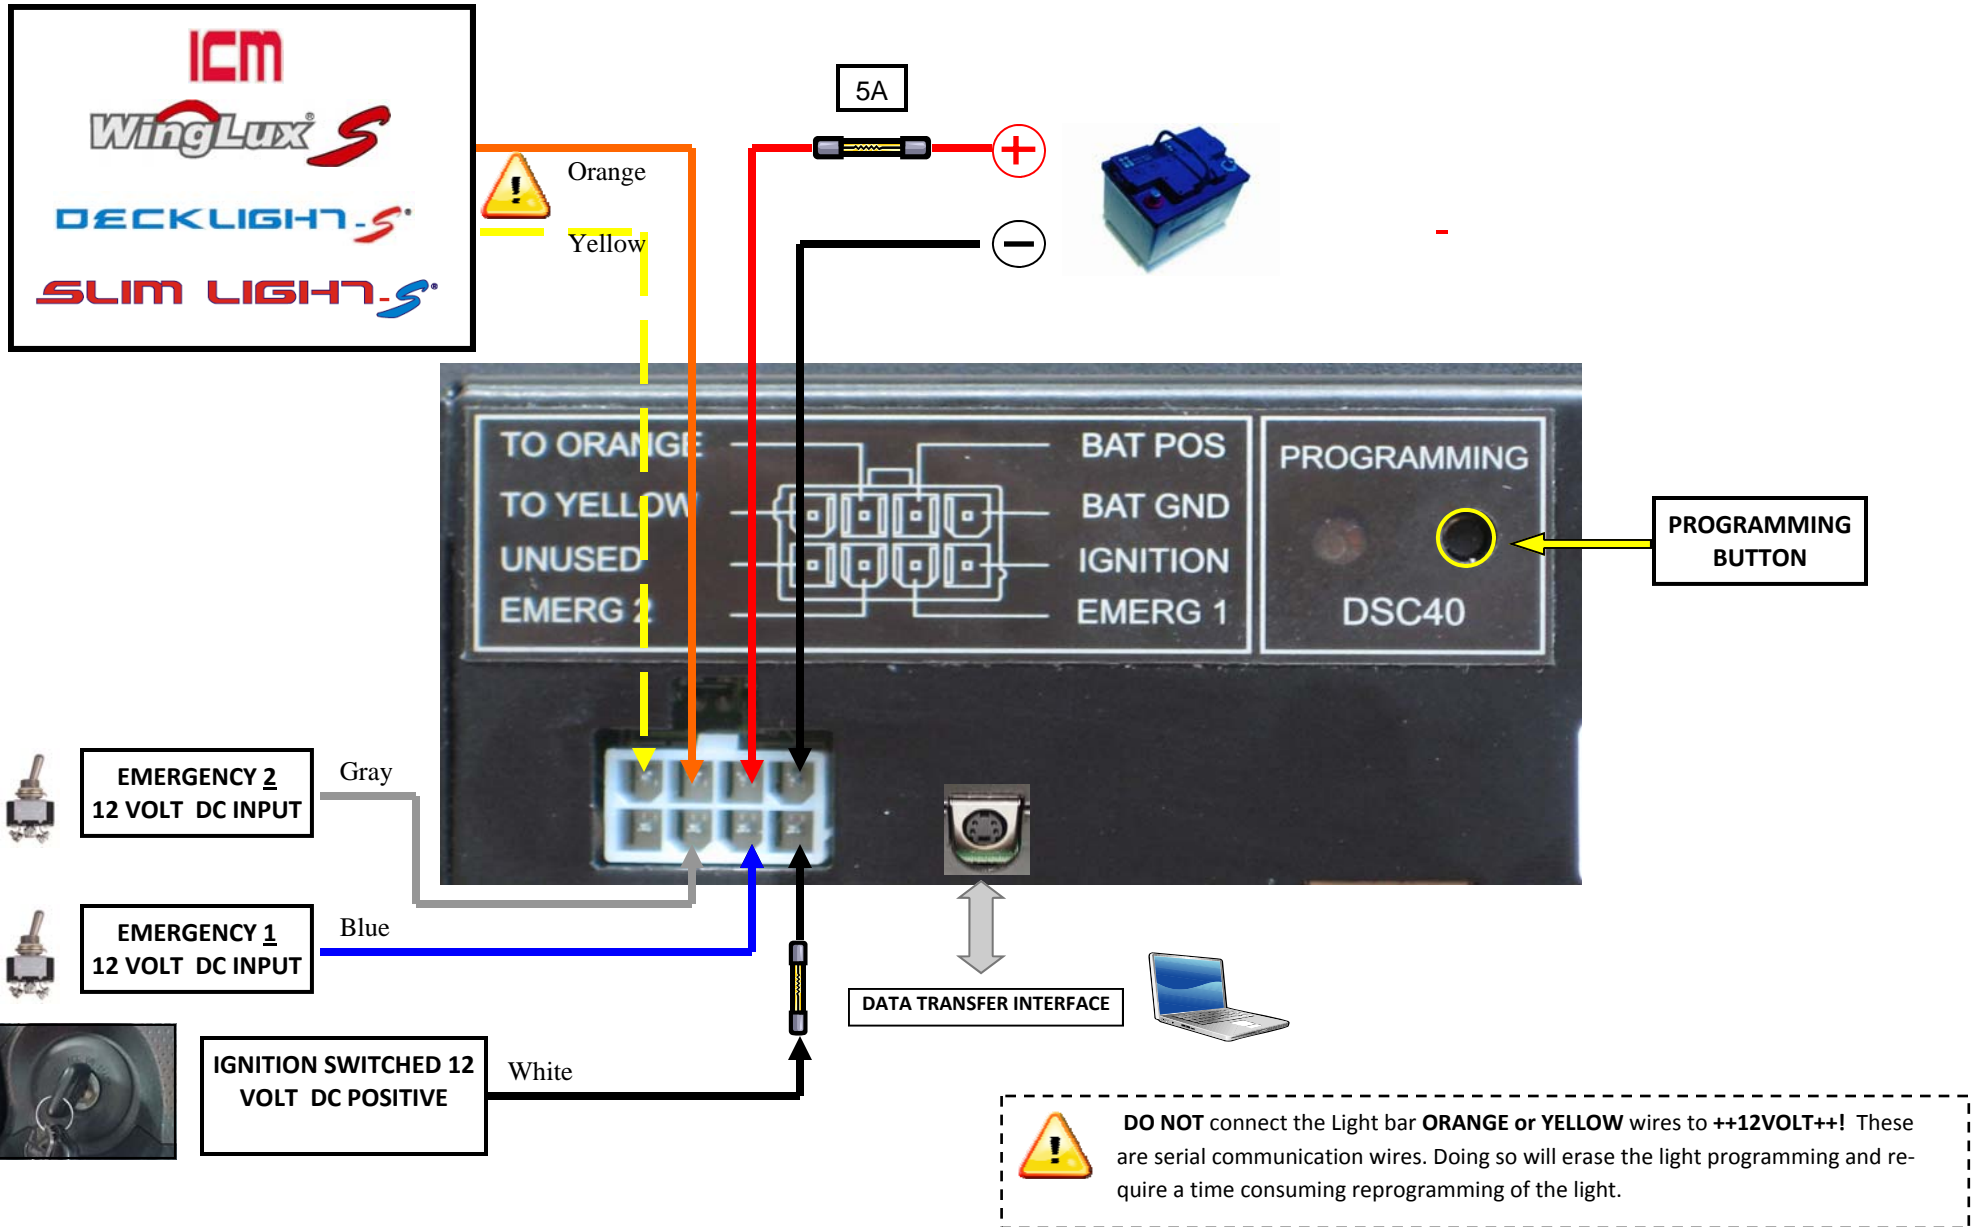 ICM
WingLux® S
DECKLIGHT-S®
SLIM LIGHT-S®
5A
Orange
Yellow
TO ORANGE
TO YELLOW
UNUSED
EMERG 2
BAT POS
BAT GND
IGNITION
EMERG 1
PROGRAMMING
DSC40
PROGRAMMING
BUTTON
EMERGENCY 2
12 VOLT DC INPUT
Gray
EMERGENCY 1
12 VOLT DC INPUT
Blue
IGNITION SWITCHED 12
VOLT DC POSITIVE
White
DATA TRANSFER INTERFACE
DO NOT connect the Light bar ORANGE or YELLOW wires to ++12VOLT++! These
are serial communication wires. Doing so will erase the light programming and re-
quire a time consuming reprogramming of the light.